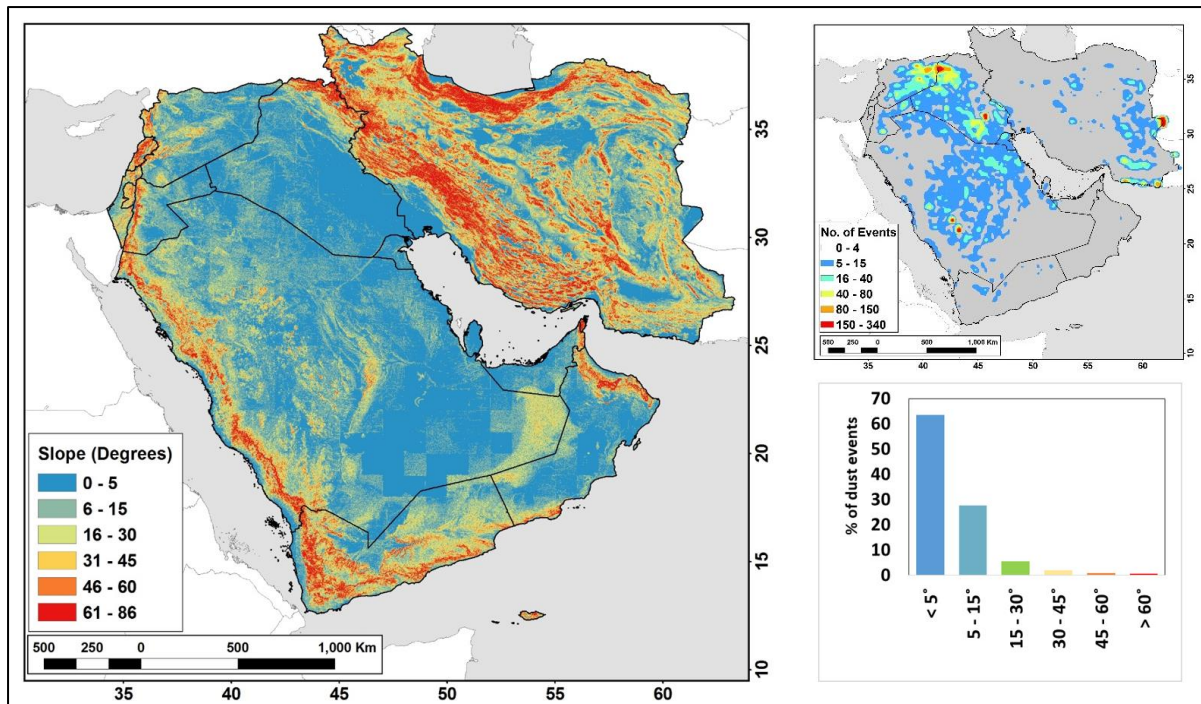 Slope (Degrees)
0 - 5
6 - 15
16 - 30
31 - 45
46 - 60
61 - 86
500 250 0 500 1,000 Km
35 40 45 50 55 60
35
30
25
20
15
10
No. of Events
0 - 4
5 - 15
16 - 40
40 - 80
80 - 150
150 - 340
500 250 0 500 1,000 Km
35 40 45 50 55 60
35
30
25
20
15
10
% of dust events
70
60
50
40
30
20
10
0
< 5°
5 - 15°
15 - 30°
30 - 45°
45 - 60°
> 60°